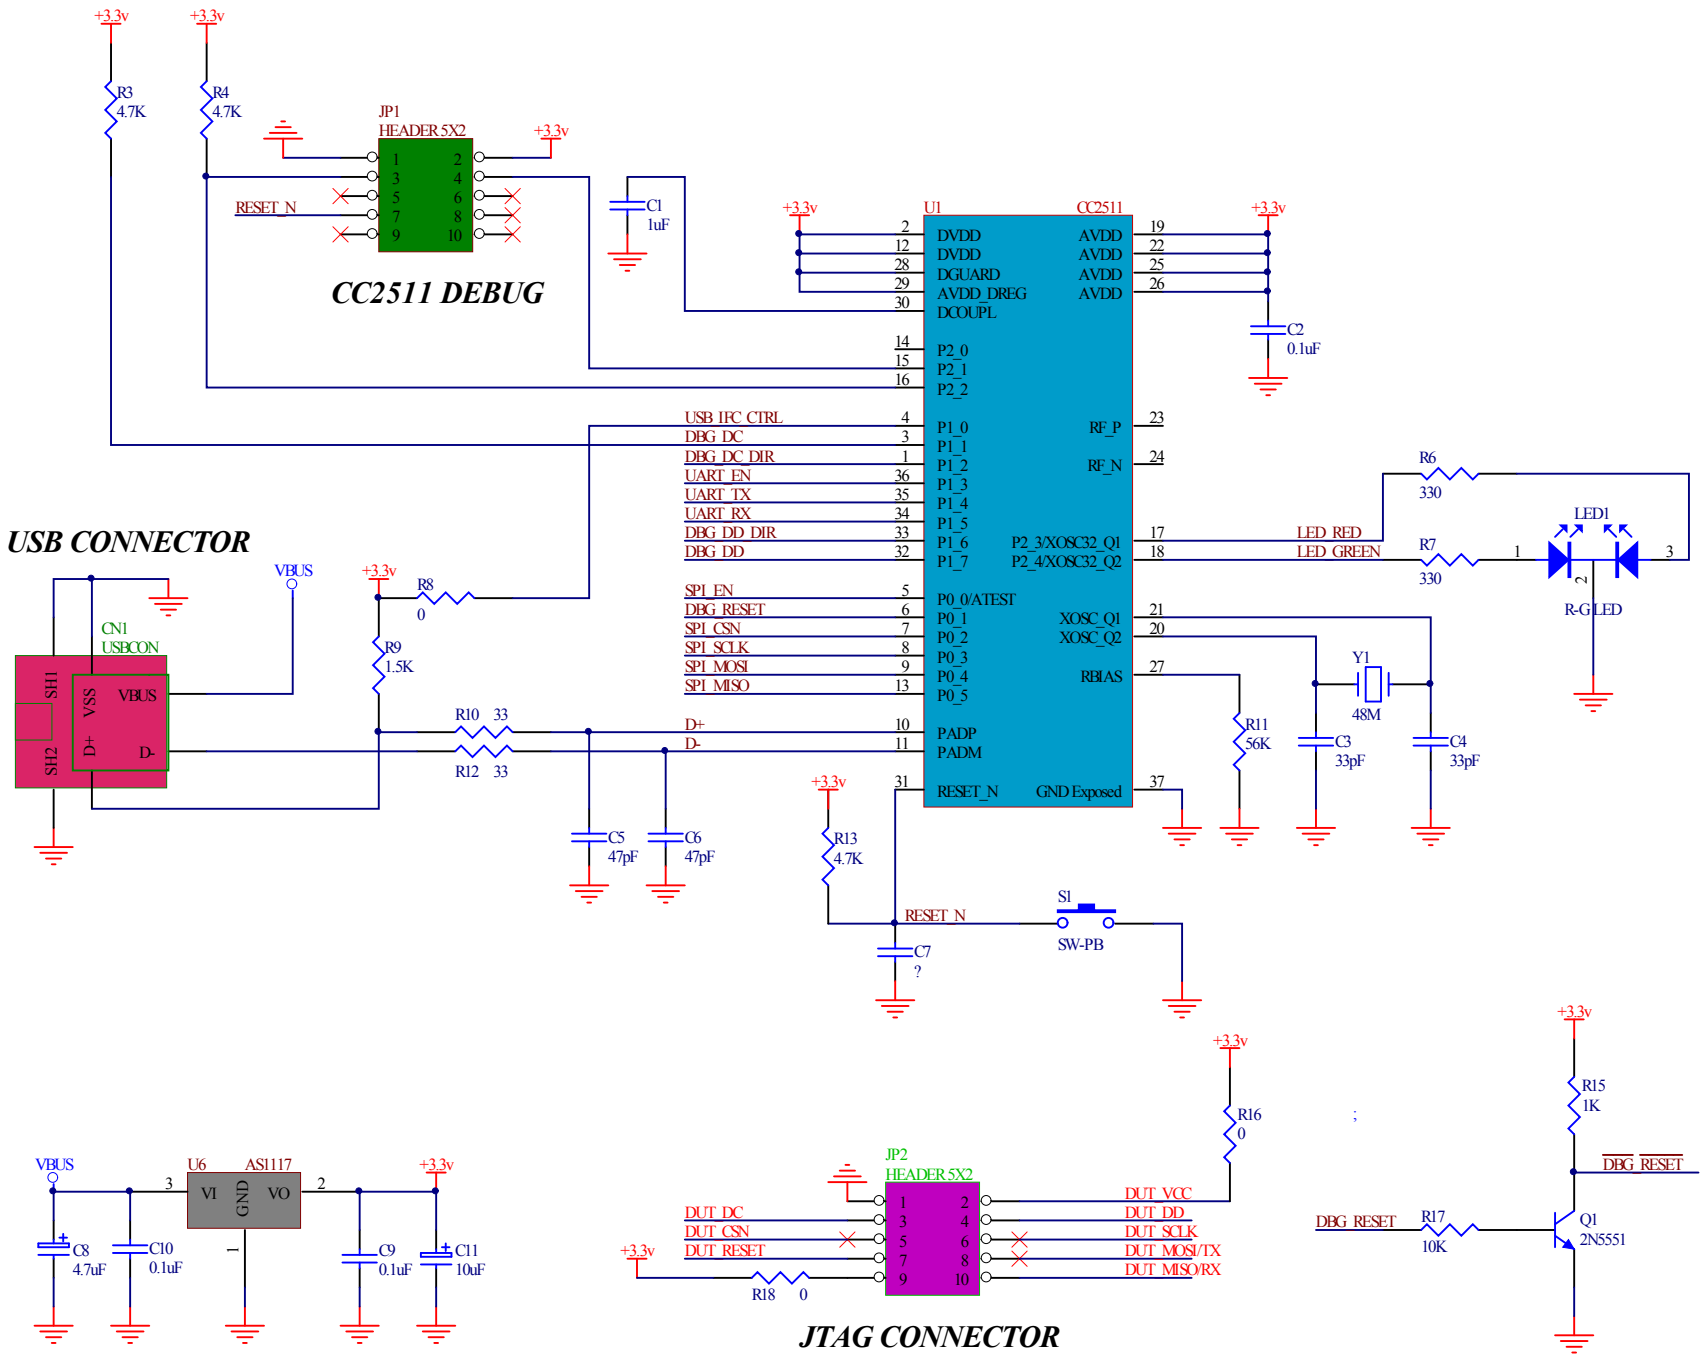 +3.3v
+3.3v
R3
4.7K
R4
4.7K
JP1
HEADER 5X2
+3.3v
1 2
3 4
5 6
7 8
9 10
RESET_N
CC2511 DEBUG
C1
1uF
+3.3v
U1 CC2511
+3.3v
2 DVDD AVDD 19
12 DVDD AVDD 22
28 DGUARD AVDD 25
29 AVDD_DREG AVDD 26
30 DCOUPL
C2
0.1uF
14 P2_0
15 P2_1
16 P2_2
USB_IFC_CTRL 4 P1_0 RF_P 23
DBG_DC 3 P1_1
DBG_DC_DIR 1 P1_2 RF_N 24
UART_EN 36 P1_3
UART_TX 35 P1_4
UART_RX 34 P1_5
DBG_DD_DIR 33 P1_6 P2_3/XOSC32_Q1 17 LED_RED
DBG_DD 32 P1_7 P2_4/XOSC32_Q2 18 LED_GREEN
R6
330
R7
330
LED1
1 2 3
R-G LED
SPI_EN 5 P0_0/ATEST
DBG_RESET 6 P0_1 XOSC_Q1 21
SPI_CSN 7 P0_2 XOSC_Q2 20
SPI_SCLK 8 P0_3
SPI_MOSI 9 P0_4 RBIAS 27
SPI_MISO 13 P0_5
D+ 10 PADP
D- 11 PADM
31 RESET_N GND Exposed 37
Y1
48M
R11
56K
C3
33pF
C4
33pF
USB CONNECTOR
VBUS
+3.3v
R8
0
CN1
USBCON
R9
1.5K
SH1
VSS
VBUS
SH2
D+
D-
R10 33
R12 33
C5
47pF
C6
47pF
+3.3v
R13
4.7K
RESET_N
S1
SW-PB
C7
?
VBUS
U6 AS1117
+3.3v
3 VI GND VO 2
1
C8
4.7uF
C10
0.1uF
C9
0.1uF
C11
10uF
+3.3v
R16
0
;
JP2
HEADER 5X2
1 2 DUT_VCC
DUT_DC 3 4 DUT_DD
DUT_CSN 5 6 DUT_SCLK
DUT_RESET 7 8 DUT_MOSI/TX
9 10 DUT_MISO/RX
+3.3v
R18 0
JTAG CONNECTOR
+3.3v
R15
1K
DBG_RESET
DBG_RESET
R17
10K
Q1
2N5551